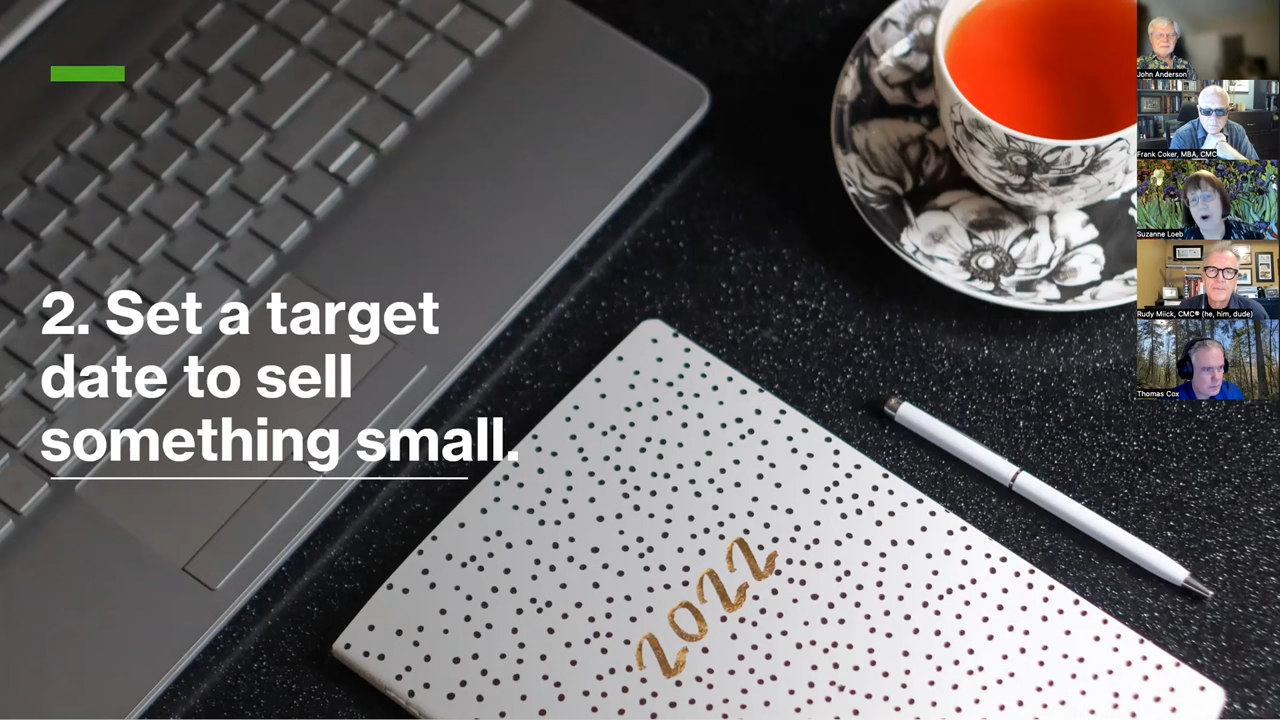 2. Set a target
date to sell
something small.
2022
John Anderson
Frank Coker, MBA, CMC
Suzanne Loeb
Rudy Miick, CMC® (he, him, dude)
Thomas Cox